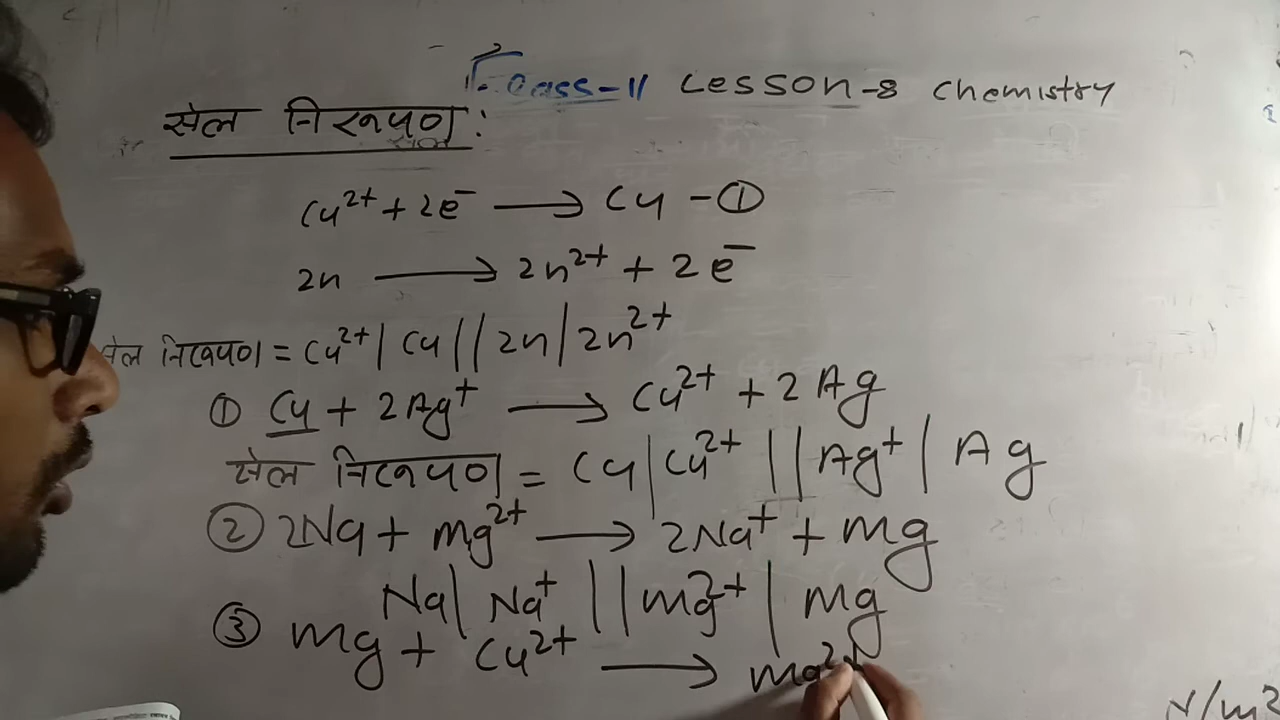 Class-11 Lesson-8 Chemistry
सेल निरूपण:
Cu²⁺ + 2e⁻ ⟶ Cu -①
Zn ⟶ Zn²⁺ + 2e⁻
सेल निरूपण = Cu²⁺|Cu||Zn|Zn²⁺
① Cu + 2Ag⁺ ⟶ Cu²⁺ + 2Ag
सेल निरूपण = Cu|Cu²⁺||Ag⁺|Ag
② 2Na + Mg²⁺ ⟶ 2Na⁺ + Mg
Na|Na⁺||Mg²⁺|Mg
③ Mg + Cu²⁺ ⟶ Mg²⁺
N/m²